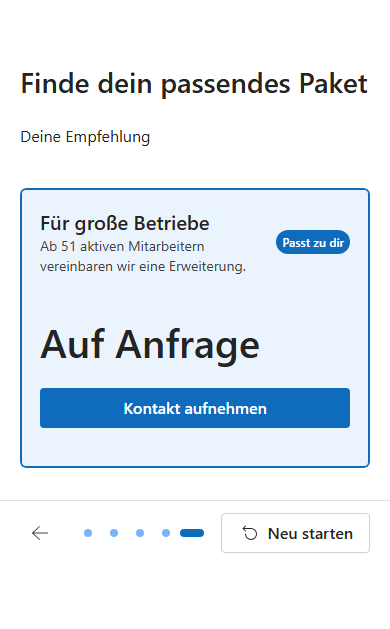 Finde dein passendes Paket
Deine Empfehlung
Für große Betriebe
Ab 51 aktiven Mitarbeitern
vereinbaren wir eine Erweiterung.
Passt zu dir
Auf Anfrage
Kontakt aufnehmen
Neu starten